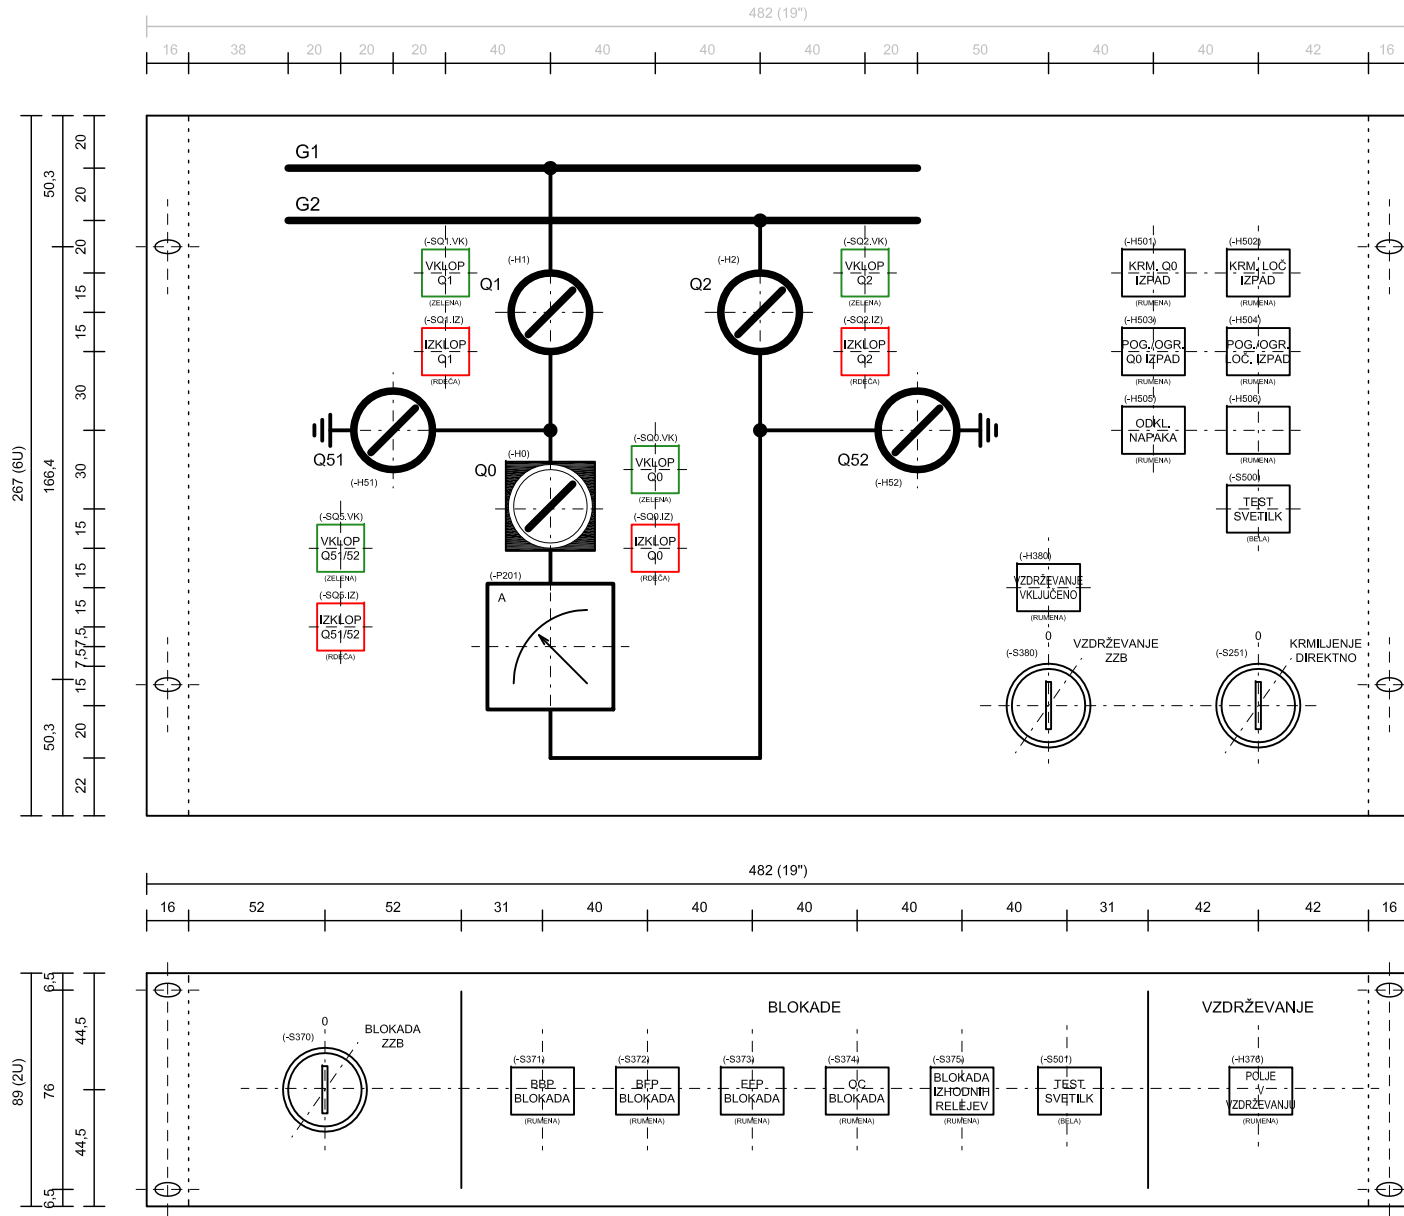 482 (19")
16 38 20 20 20 40 40 40 40 20 50 40 40 42 16
267 (6U)
50,3 166,4 50,3
20 20 20 15 15 30 30 15 15 15 7,5 7,5 15 20 22
G1
G2
(-SQ1.VK)
VKLOP
Q1
(ZELENA)
(-SQ1.IZ)
IZKLOP
Q1
(RDEČA)
(-H1)
Q1
(-H2)
Q2
(-SQ2.VK)
VKLOP
Q2
(ZELENA)
(-SQ2.IZ)
IZKLOP
Q2
(RDEČA)
Q51
(-H51)
Q52
(-H52)
(-H0)
Q0
(-SQ0.VK)
VKLOP
Q0
(ZELENA)
(-SQ0.IZ)
IZKLOP
Q0
(RDEČA)
(-SQ5.VK)
VKLOP
Q51/52
(ZELENA)
(-SQ5.IZ)
IZKLOP
Q51/52
(RDEČA)
(-P201)
A
(-H501)
KRM. Q0
IZPAD
(RUMENA)
(-H502)
KRM. LOČ
IZPAD
(RUMENA)
(-H503)
POG./OGR.
Q0 IZPAD
(RUMENA)
(-H504)
POG./OGR.
LOČ. IZPAD
(RUMENA)
(-H505)
ODKL.
NAPAKA
(RUMENA)
(-H506)
(RUMENA)
(-S500)
TEST
SVETILK
(BELA)
(-H380)
VZDRŽEVANJE
VKLJUČENO
(RUMENA)
0
(-S380)
VZDRŽEVANJE
ZZB
0
(-S251)
KRMILJENJE
DIREKTNO
482 (19")
16 52 52 31 40 40 40 40 40 31 42 42 16
89 (2U)
6,5 76 6,5
44,5 44,5
0
(-S370)
BLOKADA
ZZB
BLOKADE
(-S371)
BBP
BLOKADA
(RUMENA)
(-S372)
BFP
BLOKADA
(RUMENA)
(-S373)
EFP
BLOKADA
(RUMENA)
(-S374)
OC
BLOKADA
(RUMENA)
(-S375)
BLOKADA
IZHODNIH
RELEJEV
(RUMENA)
(-S501)
TEST
SVETILK
(BELA)
VZDRŽEVANJE
(-H376)
POLJE
V
VZDRŽEVANJU
(RUMENA)